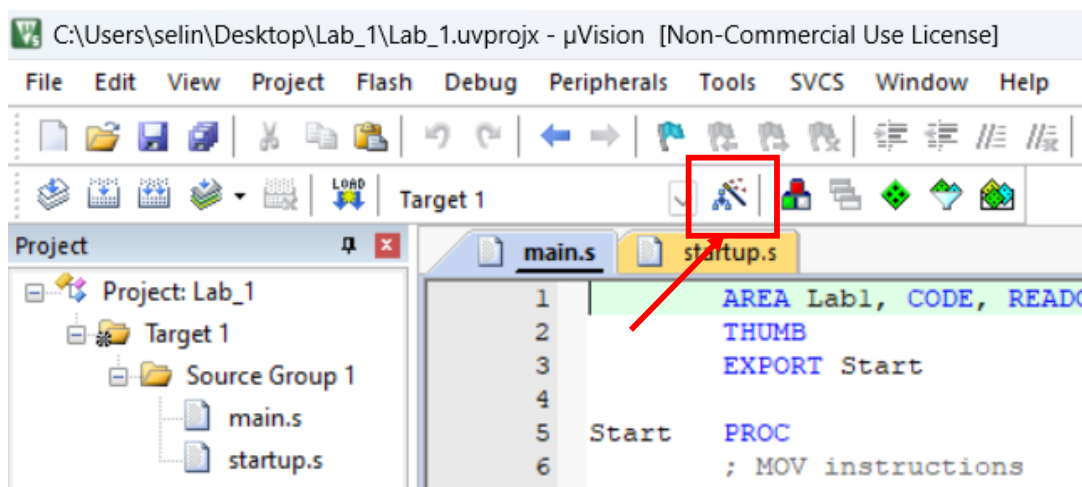 C:\Users\selin\Desktop\Lab_1\Lab_1.uvprojx - µVision [Non-Commercial Use License]
File Edit View Project Flash Debug Peripherals Tools SVCS Window Help
LOAD Target 1
Project
main.s startup.s
Project: Lab_1
Target 1
Source Group 1
main.s
startup.s
1 AREA Lab1, CODE, READO
2 THUMB
3 EXPORT Start
4
5 Start PROC
6 ; MOV instructions